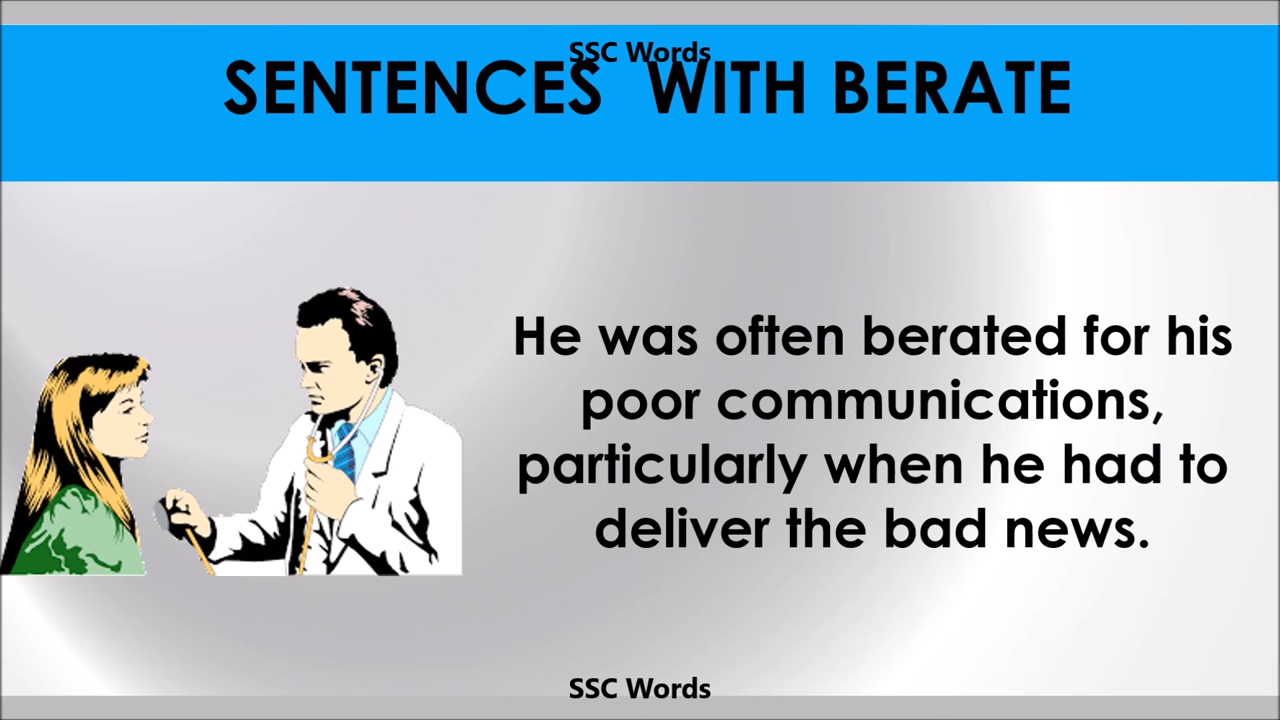 SSC Words
SENTENCES WITH BERATE
He was often berated for his
poor communications,
particularly when he had to
deliver the bad news.
SSC Words